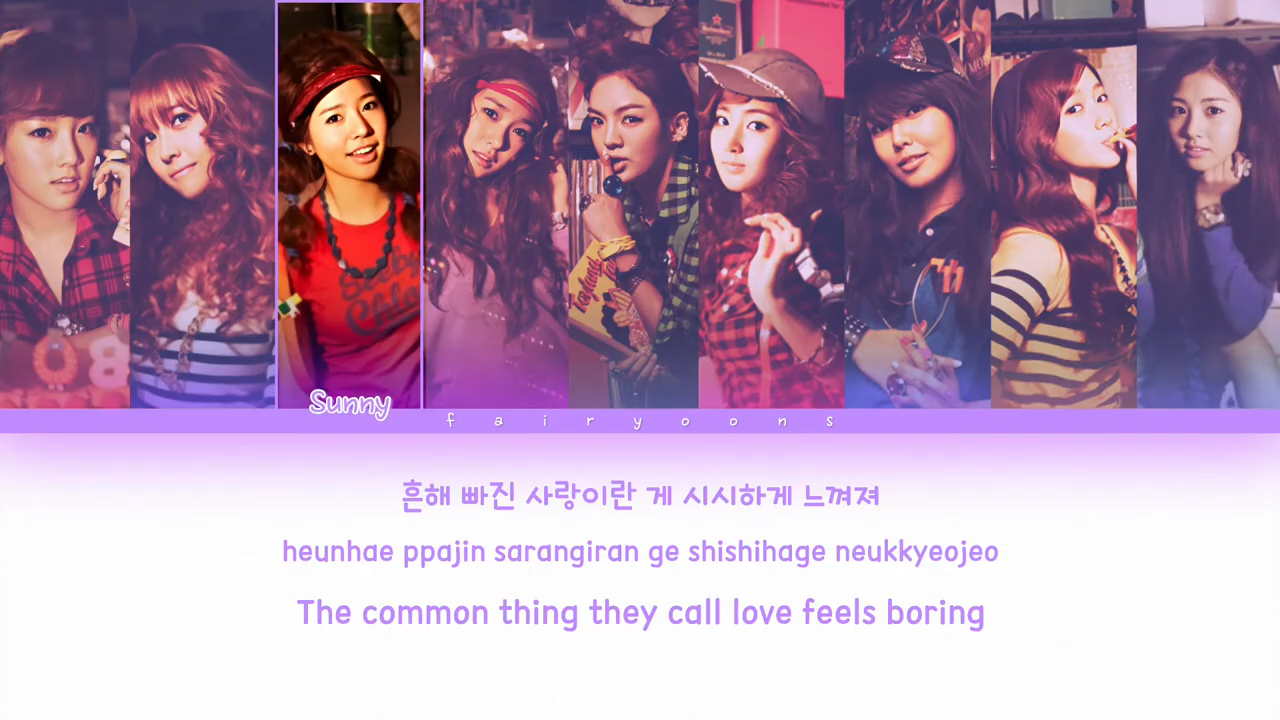 Sunny
f a i r y o o n s
흔해 빠진 사랑이란 게 시시하게 느껴져
heunhae ppajin sarangiran ge shishihage neukkyeojeo
The common thing they call love feels boring